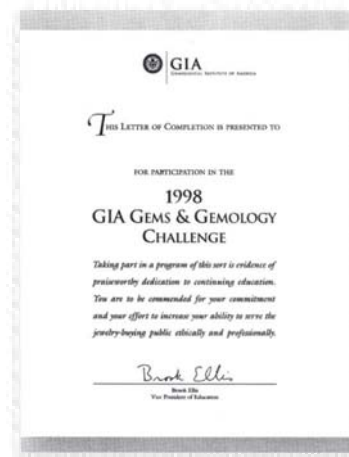 GIA
GEMOLOGICAL INSTITUTE OF AMERICA
THIS LETTER OF COMPLETION IS PRESENTED TO
FOR PARTICIPATION IN THE
1998
GIA GEMS & GEMOLOGY
CHALLENGE
Taking part in a program of this sort is evidence of
praiseworthy dedication to continuing education.
You are to be commended for your commitment
and your effort to increase your ability to serve the
jewelry-buying public ethically and professionally.
Brook Ellis
Brook Ellis
Vice President of Education